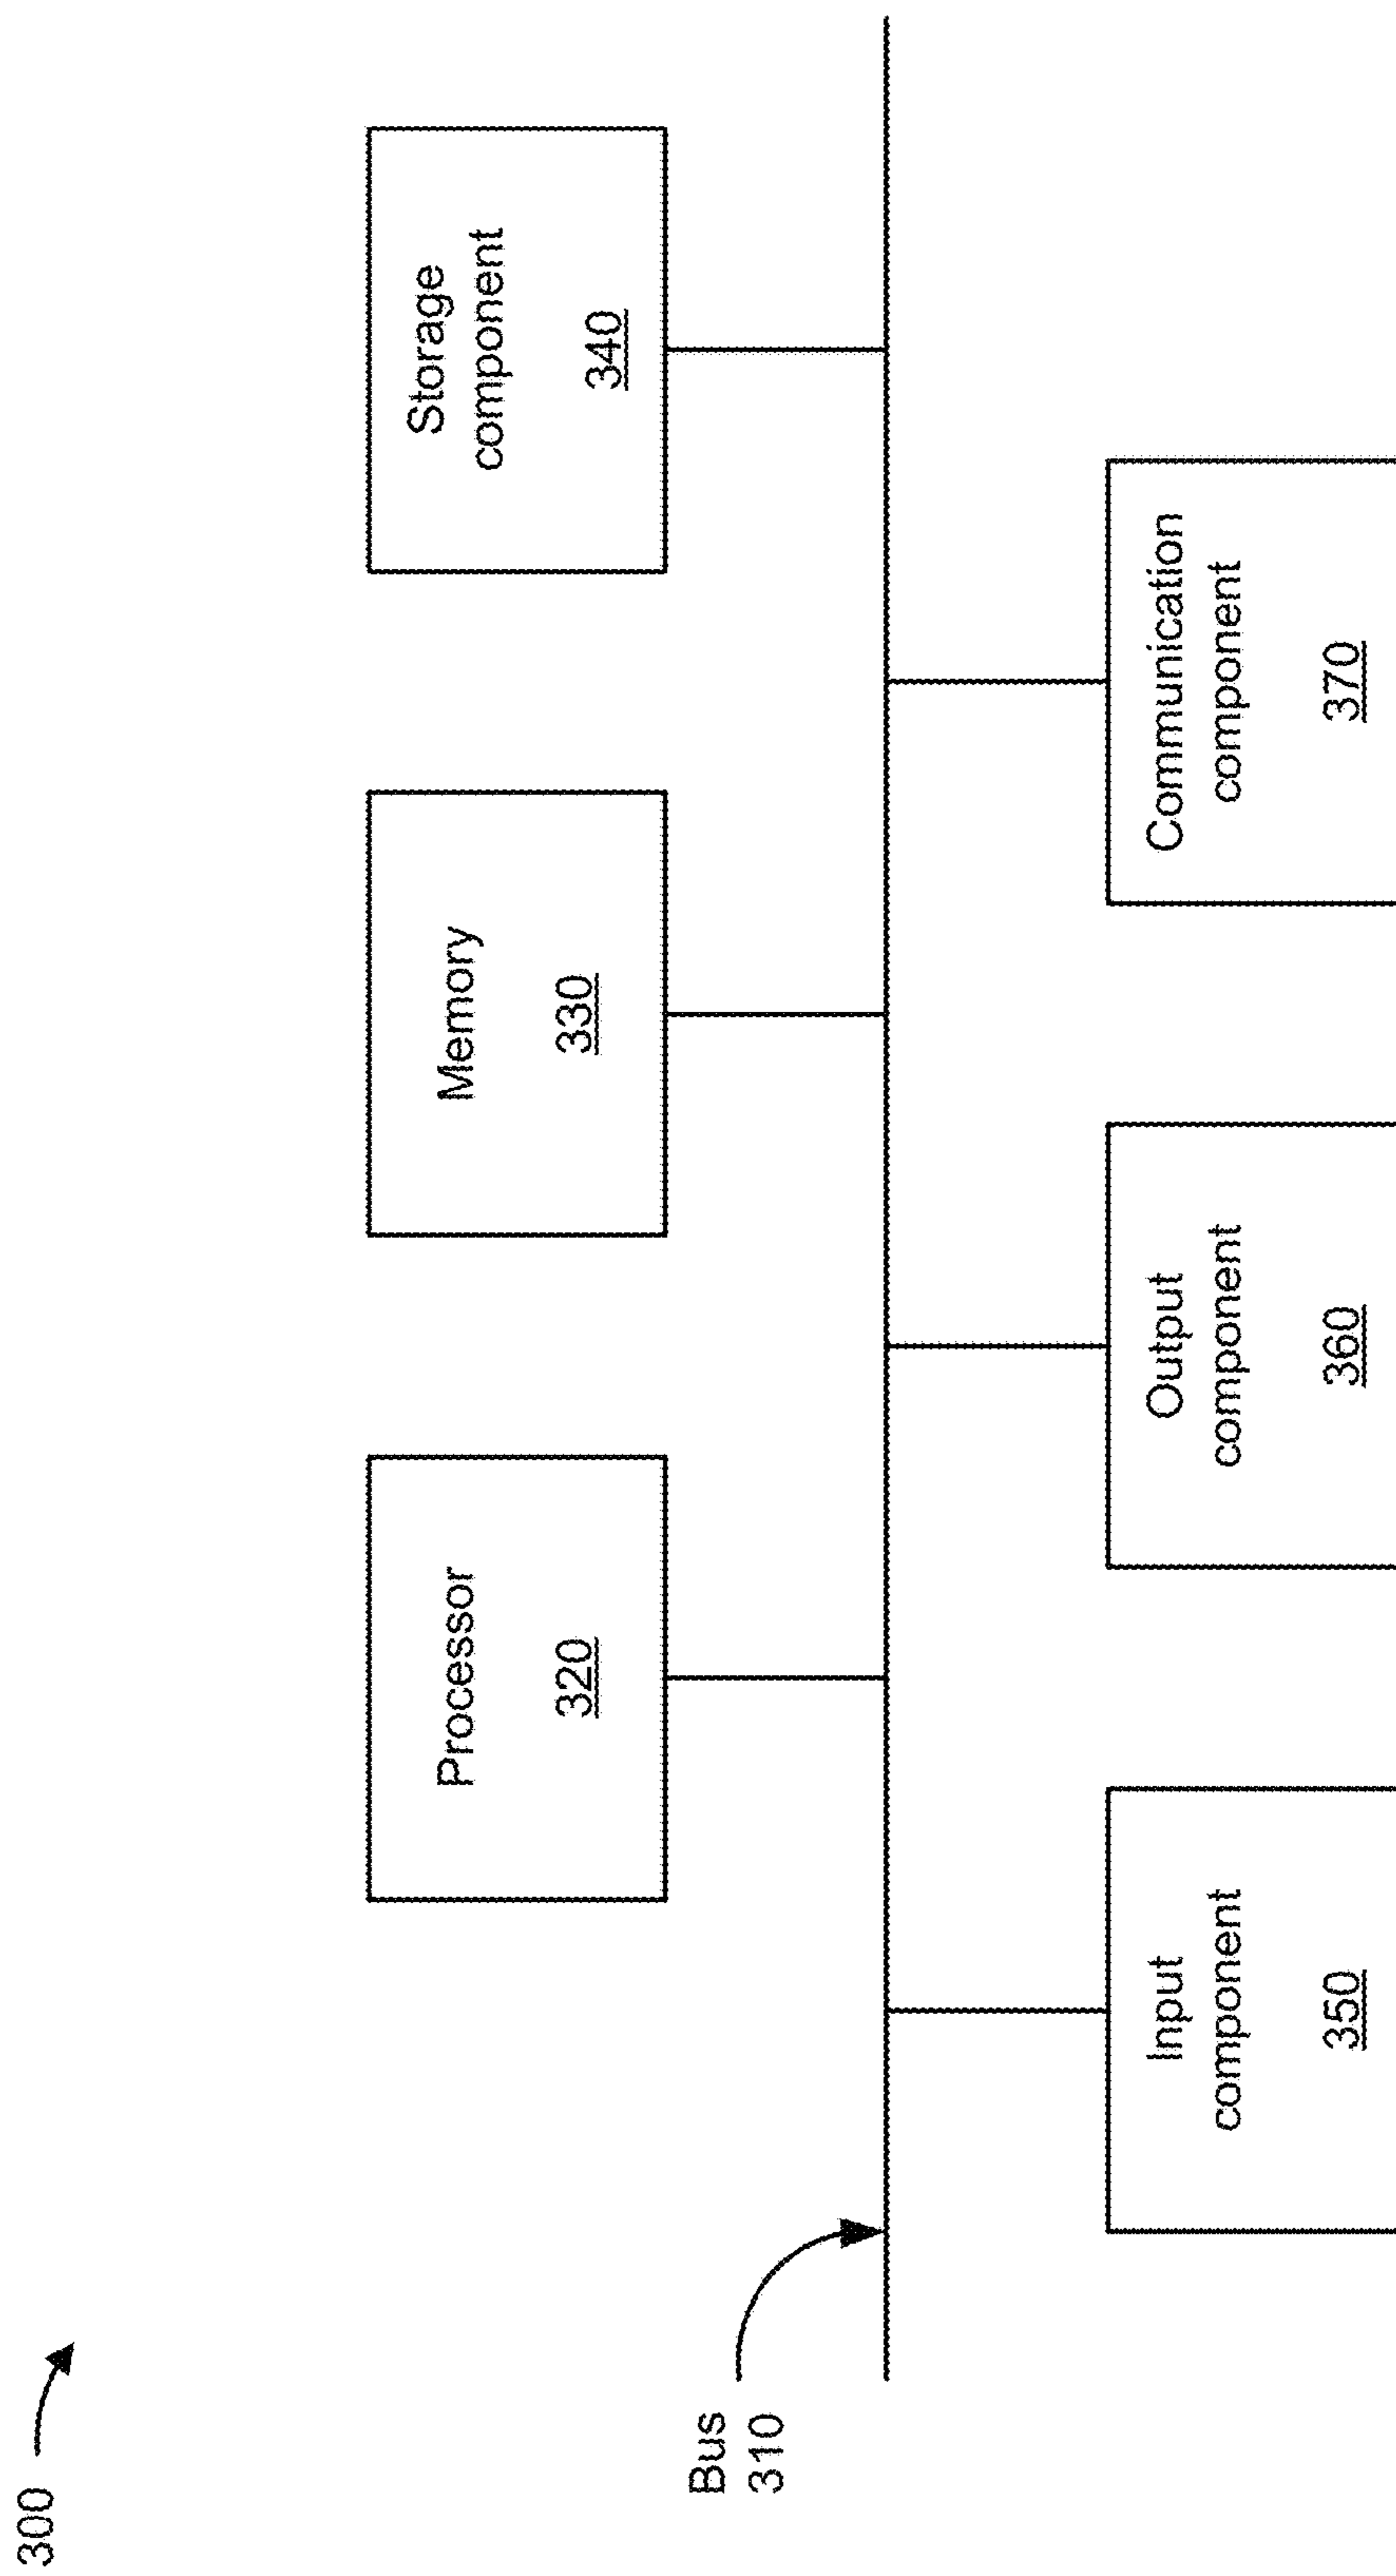 300
Processor
320
Memory
330
Storage
component
340
Bus
310
Input
component
350
Output
component
360
Communication
component
370